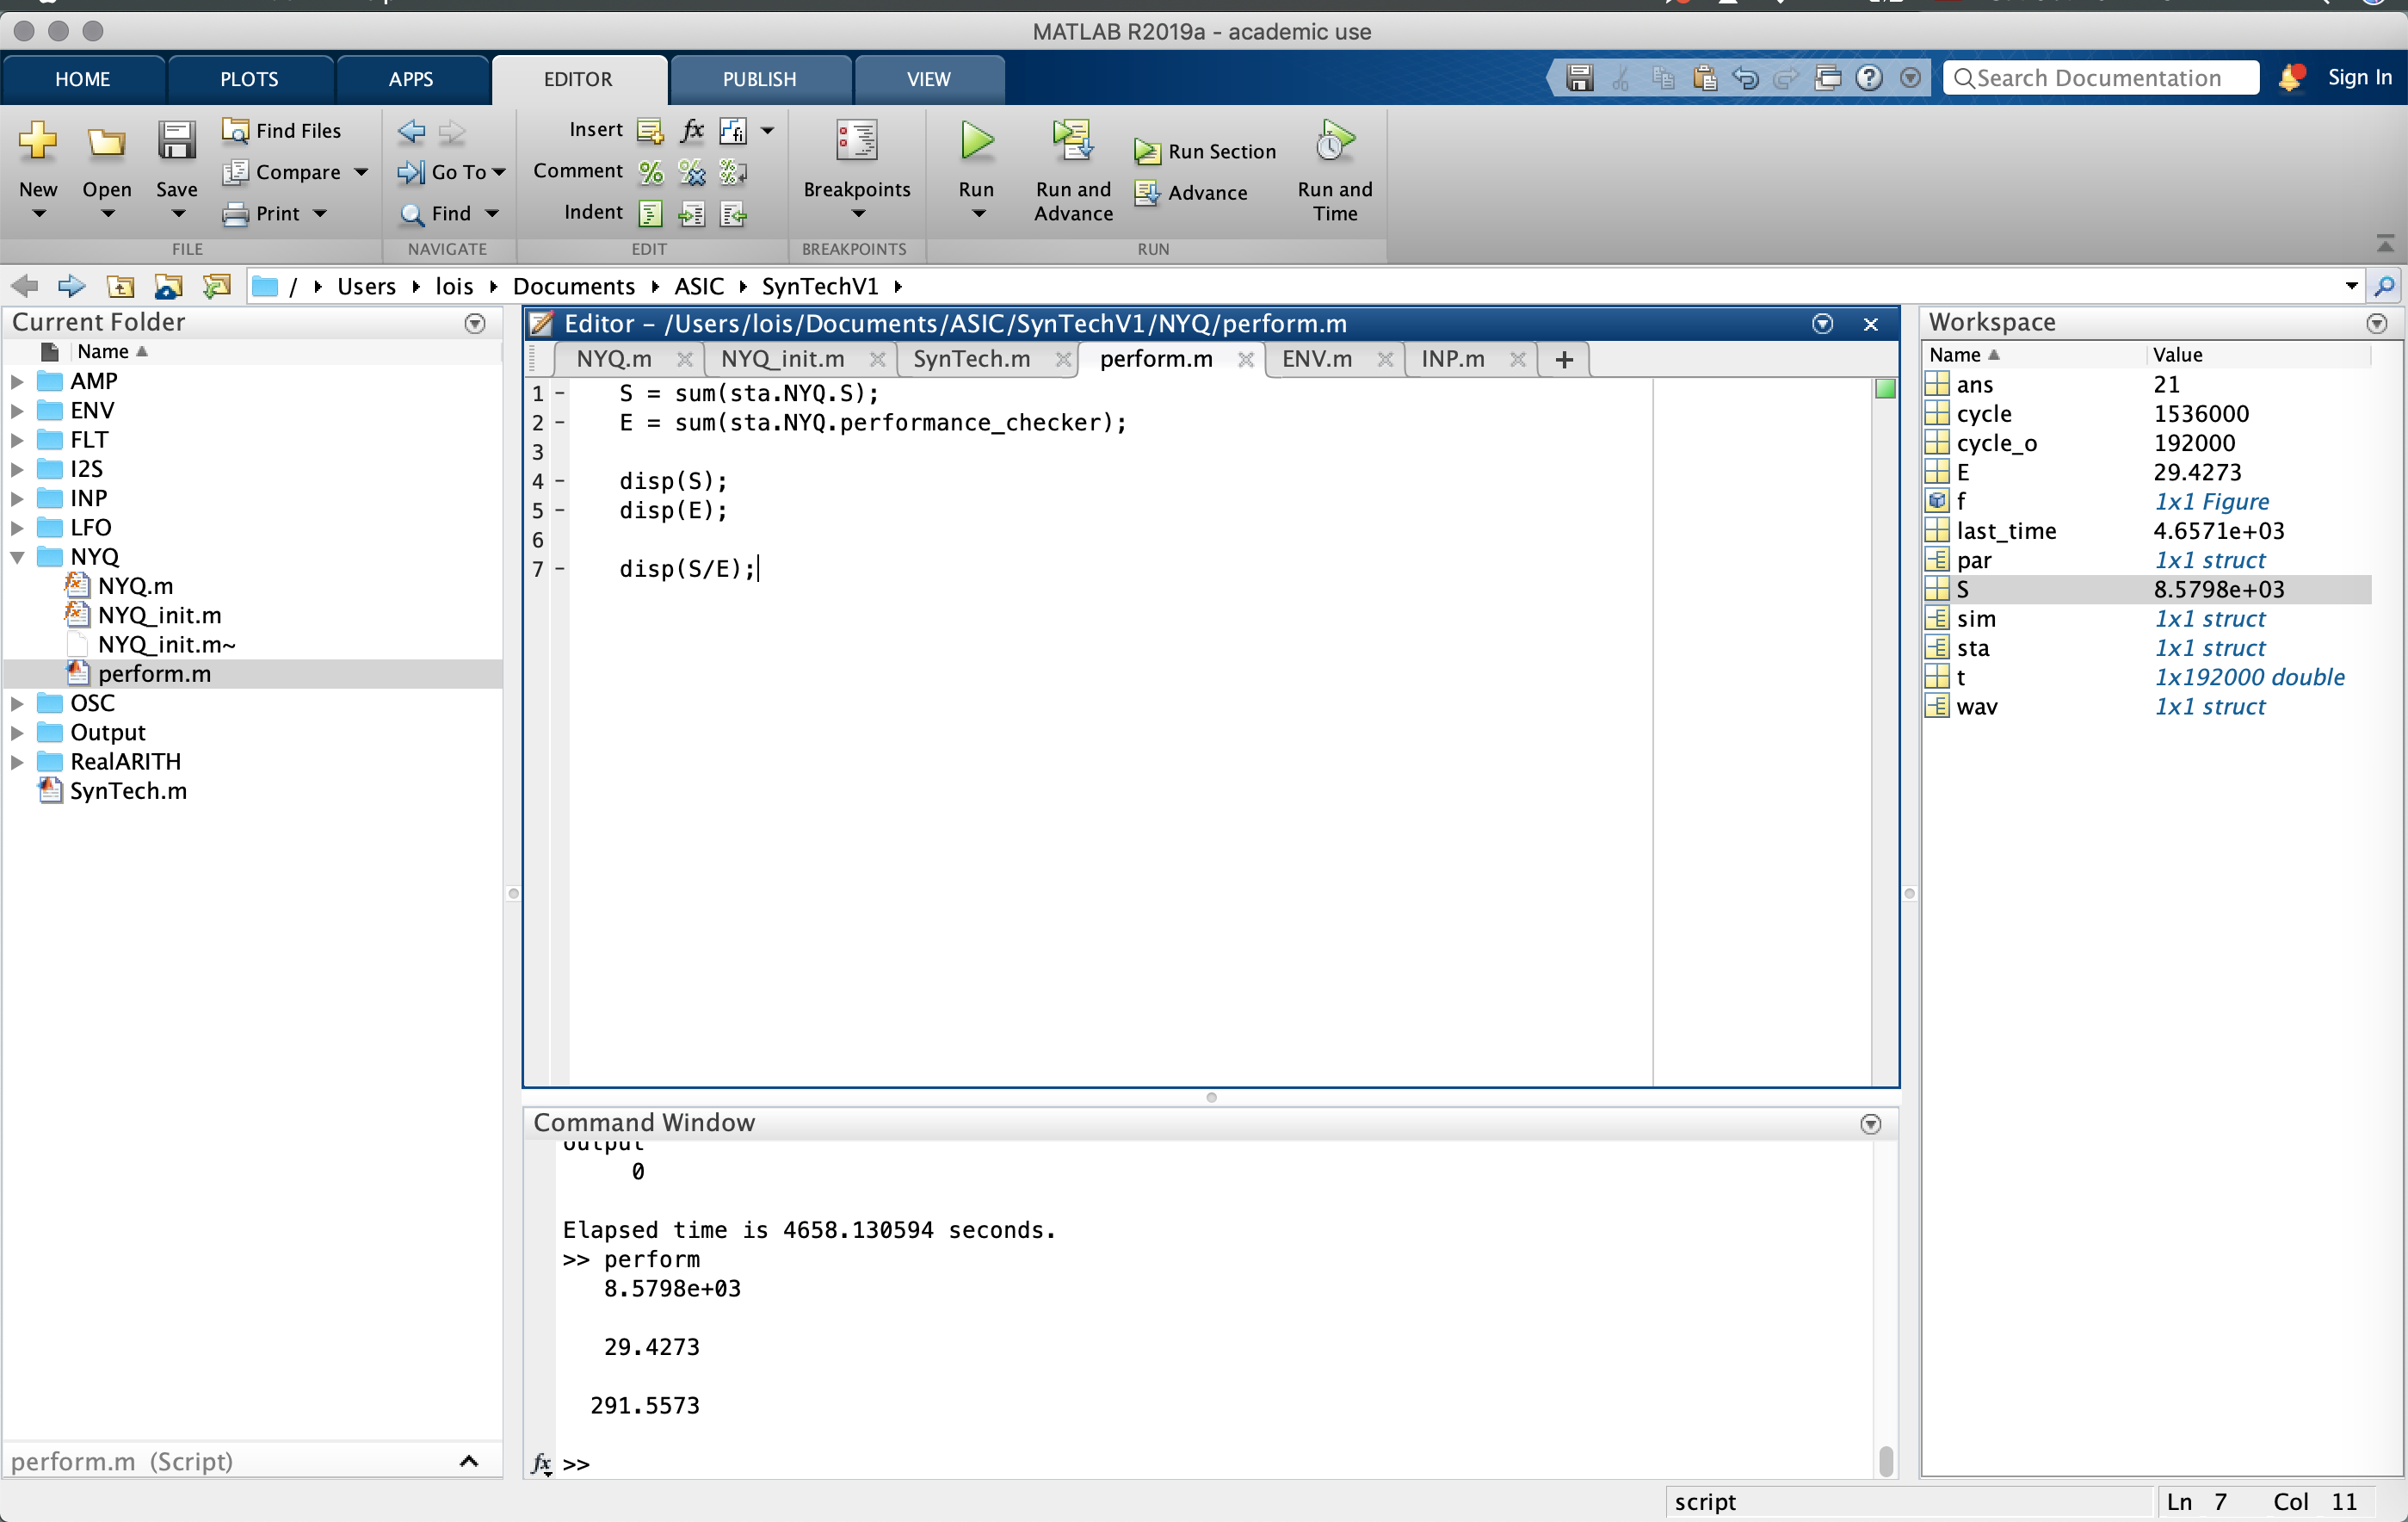 MATLAB R2019a - academic use
HOME PLOTS APPS EDITOR PUBLISH VIEW Search Documentation Sign In
New Open Save Find Files Compare Print
FILE
Go To Find
NAVIGATE
Insert fx fi
Comment % % %
Indent
EDIT
Breakpoints
BREAKPOINTS
Run Run and Advance Run Section Advance Run and Time
RUN
/ Users lois Documents ASIC SynTechV1
Current Folder
Name
AMP
ENV
FLT
I2S
INP
LFO
NYQ
NYQ.m
NYQ_init.m
NYQ_init.m~
perform.m
OSC
Output
RealARITH
SynTech.m
perform.m (Script)
Editor – /Users/lois/Documents/ASIC/SynTechV1/NYQ/perform.m
NYQ.m NYQ_init.m SynTech.m perform.m ENV.m INP.m +
1 – S = sum(sta.NYQ.S);
2 – E = sum(sta.NYQ.performance_checker);
3
4 – disp(S);
5 – disp(E);
6
7 – disp(S/E);
Command Window
output
0
Elapsed time is 4658.130594 seconds.
>> perform
8.5798e+03
29.4273
291.5573
fx >>
Workspace
Name Value
ans 21
cycle 1536000
cycle_o 192000
E 29.4273
f 1x1 Figure
last_time 4.6571e+03
par 1x1 struct
S 8.5798e+03
sim 1x1 struct
sta 1x1 struct
t 1x192000 double
wav 1x1 struct
script Ln 7 Col 11